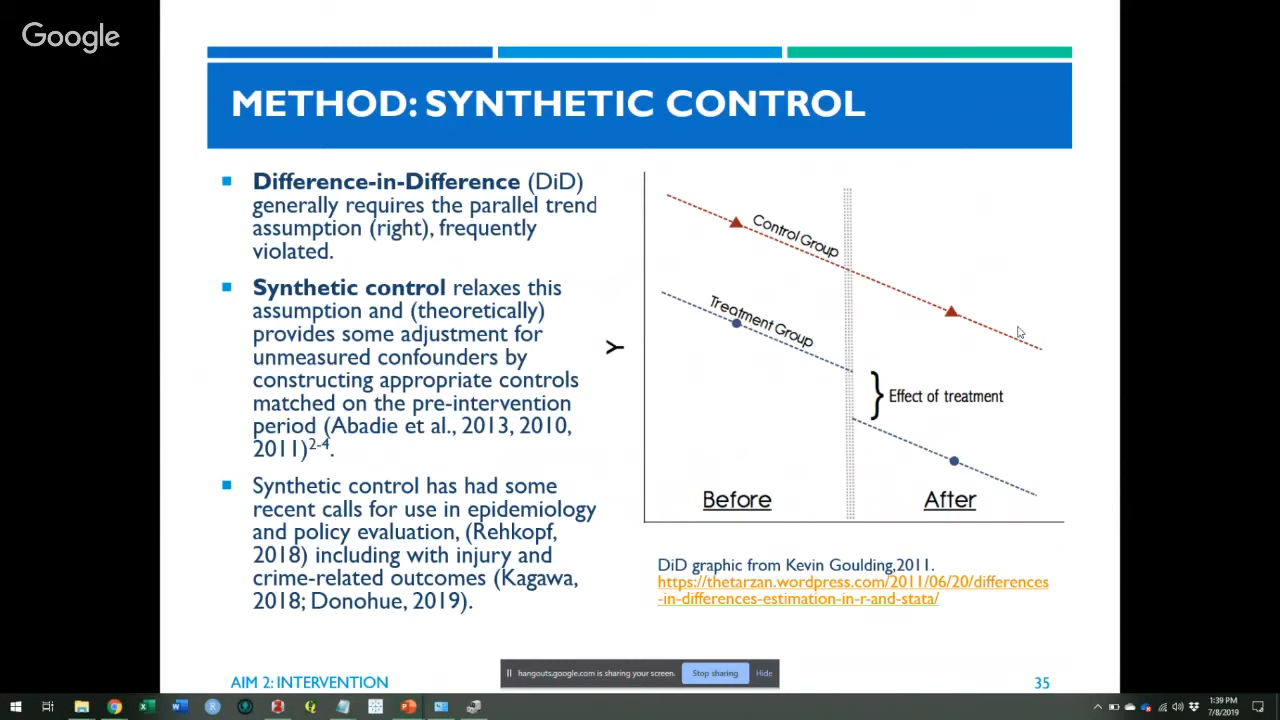 Google
METHOD: SYNTHETIC CONTROL
Difference-in-Difference (DiD)
generally requires the parallel trend
assumption (right), frequently
violated.
Synthetic control relaxes this
assumption and (theoretically)
provides some adjustment for
unmeasured confounders by
constructing appropriate controls
matched on the pre-intervention
period (Abadie et al., 2013, 2010,
2011)2-4.
Synthetic control has had some
recent calls for use in epidemiology
and policy evaluation, (Rehkopf,
2018) including with injury and
crime-related outcomes (Kagawa,
2018; Donohue, 2019).
Y
Control Group
Treatment Group
Effect of treatment
Before
After
DiD graphic from Kevin Goulding,2011.
https://thetarzan.wordpress.com/2011/06/20/differences
-in-differences-estimation-in-r-and-stata/
hangouts.google.com is sharing your screen.
Stop sharing
Hide
AIM 2: INTERVENTION
35
1:39 PM
7/8/2019